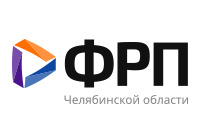 ФРП
Челябинской области